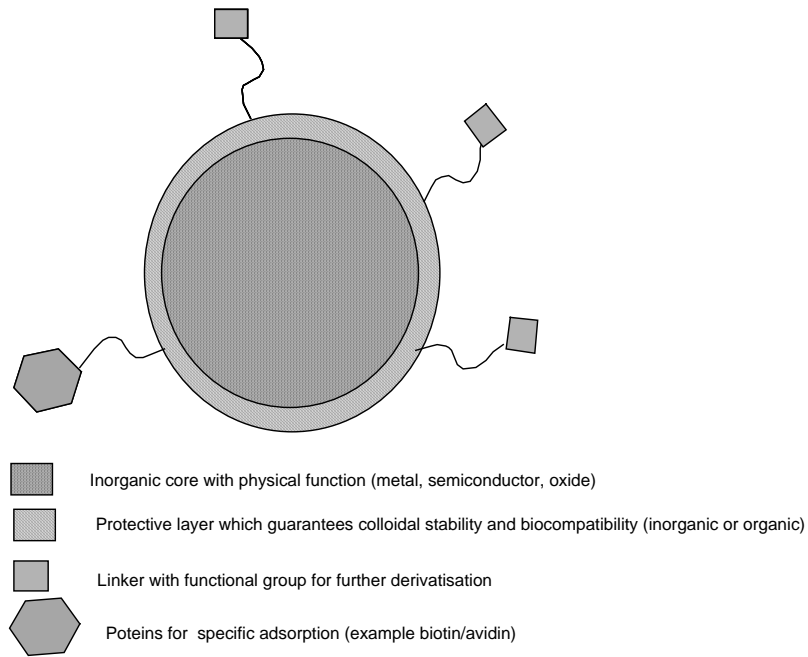 Inorganic core with physical function (metal, semiconductor, oxide)
Protective layer which guarantees colloidal stability and biocompatibility (inorganic or organic)
Linker with functional group for further derivatisation
Poteins for specific adsorption (example biotin/avidin)